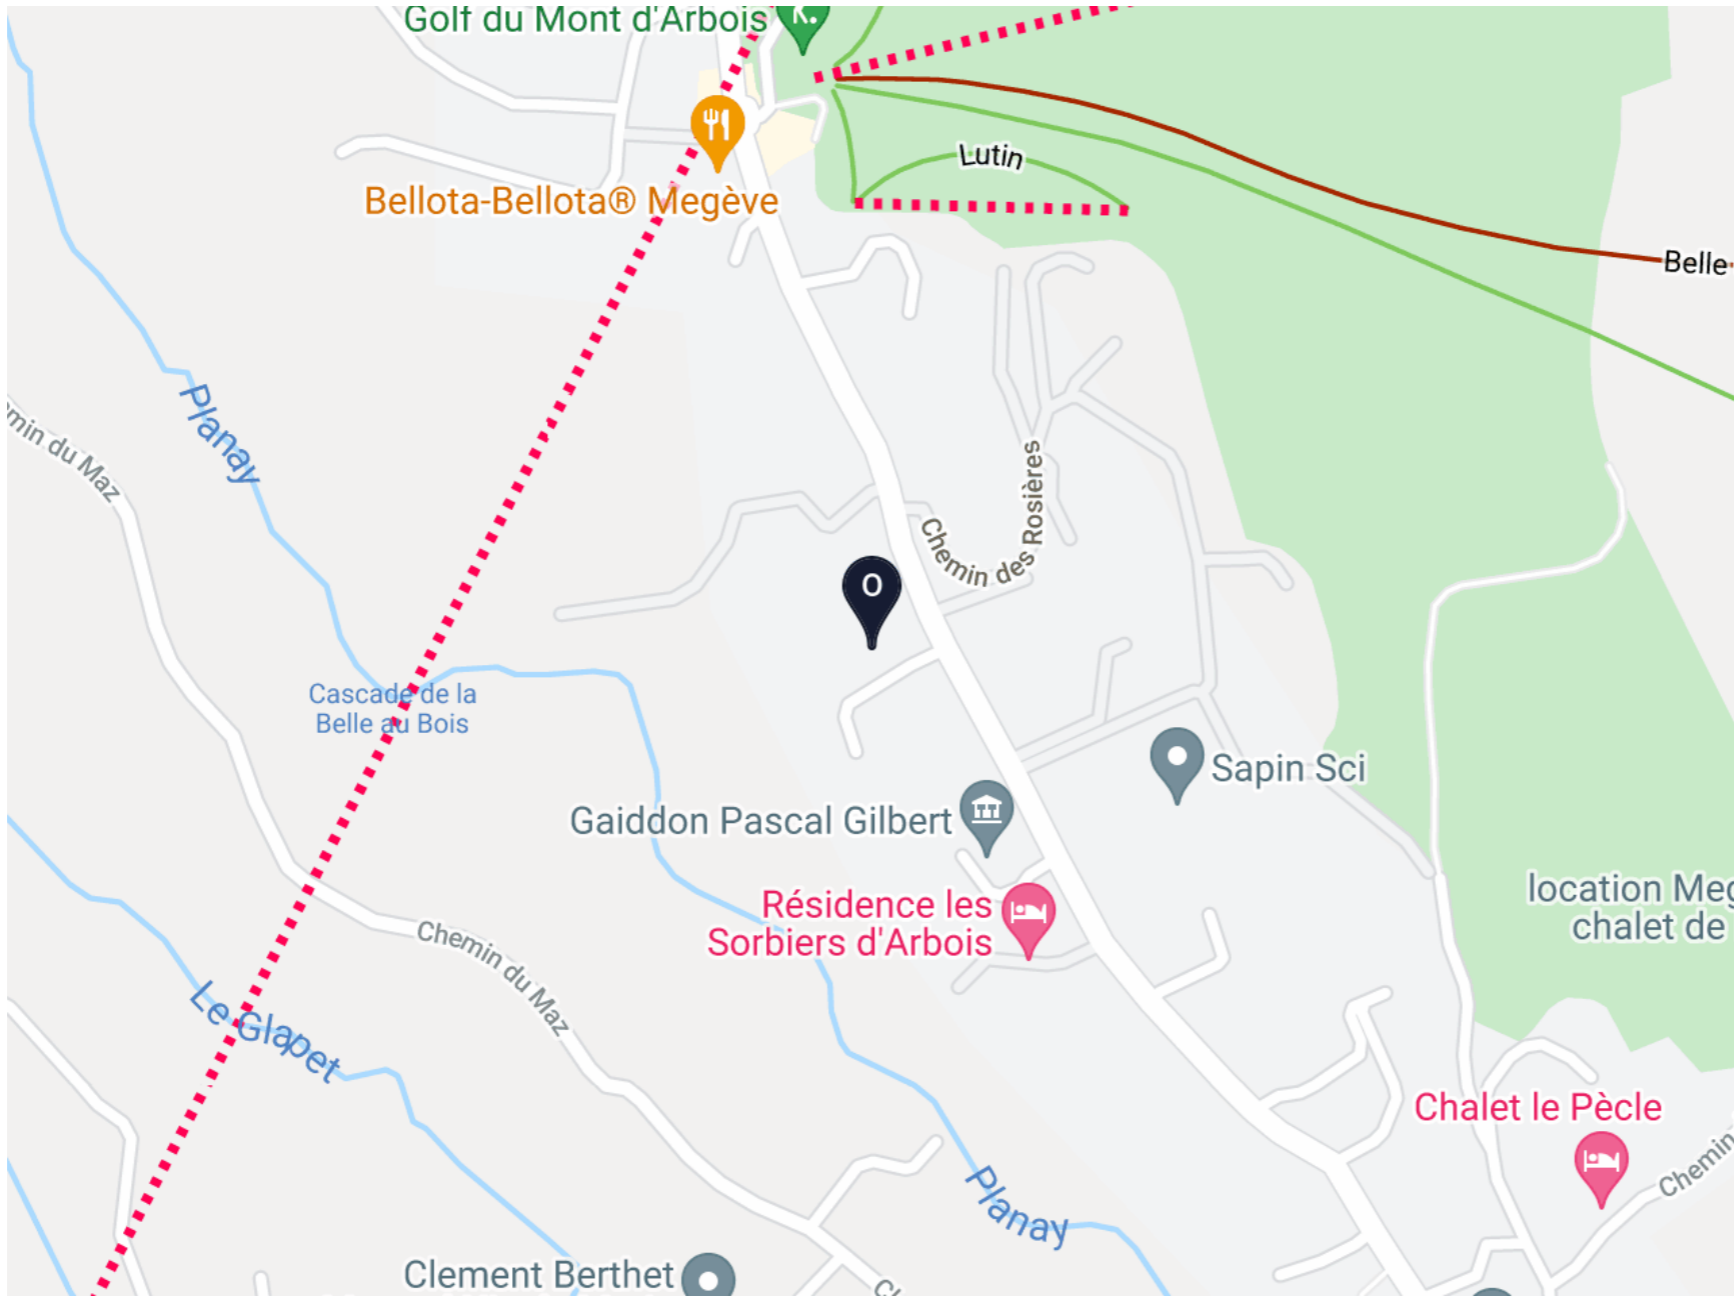 Golf du Mont d'Arbois
Bellota-Bellota® Megève
Lutin
Belle
Planay
Chemin des Rosières
O
Cascade de la
Belle au Bois
Sapin Sci
Gaiddon Pascal Gilbert
Résidence les
Sorbiers d'Arbois
chalet de
location
Chemin du Maz
du Maz
Le Glapet
Chalet le Pècle
Chemin
Planay
Clement Berthet